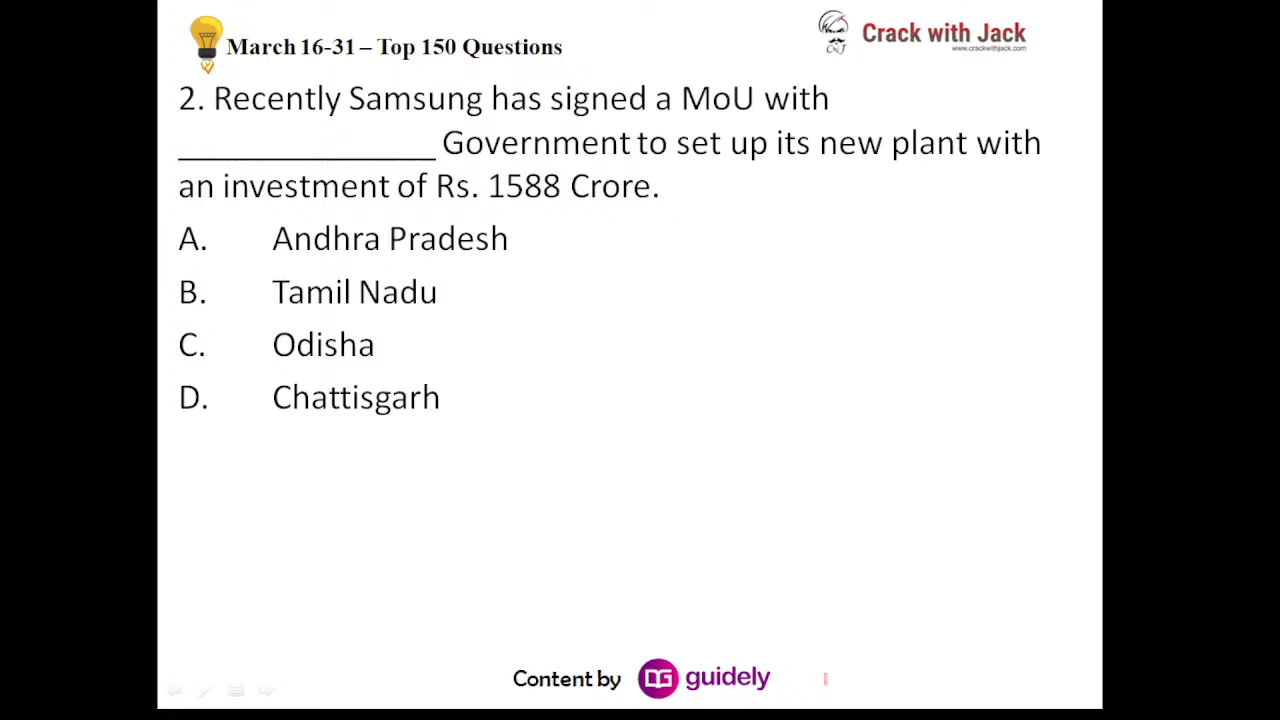 March 16-31 – Top 150 Questions
Crack with Jack
www.crackwithjack.com
CWJ
2. Recently Samsung has signed a MoU with
_______________ Government to set up its new plant with
an investment of Rs. 1588 Crore.
A. Andhra Pradesh
B. Tamil Nadu
C. Odisha
D. Chattisgarh
Content by guidely